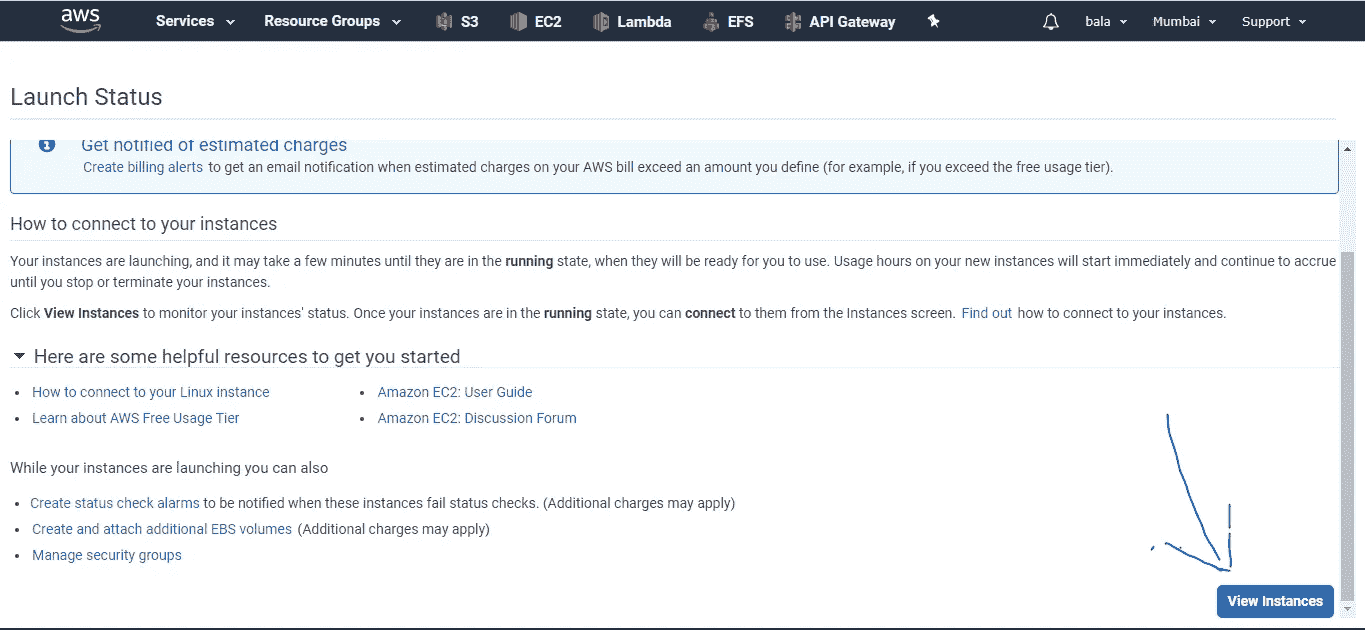 aws Services Resource Groups S3 EC2 Lambda EFS API Gateway bala Mumbai Support
Launch Status
Get notified of estimated charges
Create billing alerts to get an email notification when estimated charges on your AWS bill exceed an amount you define (for example, if you exceed the free usage tier).
How to connect to your instances
Your instances are launching, and it may take a few minutes until they are in the running state, when they will be ready for you to use. Usage hours on your new instances will start immediately and continue to accrue
until you stop or terminate your instances.
Click View Instances to monitor your instances' status. Once your instances are in the running state, you can connect to them from the Instances screen. Find out how to connect to your instances.
Here are some helpful resources to get you started
• How to connect to your Linux instance • Amazon EC2: User Guide
• Learn about AWS Free Usage Tier • Amazon EC2: Discussion Forum
While your instances are launching you can also
• Create status check alarms to be notified when these instances fail status checks. (Additional charges may apply)
• Create and attach additional EBS volumes (Additional charges may apply)
• Manage security groups
View Instances